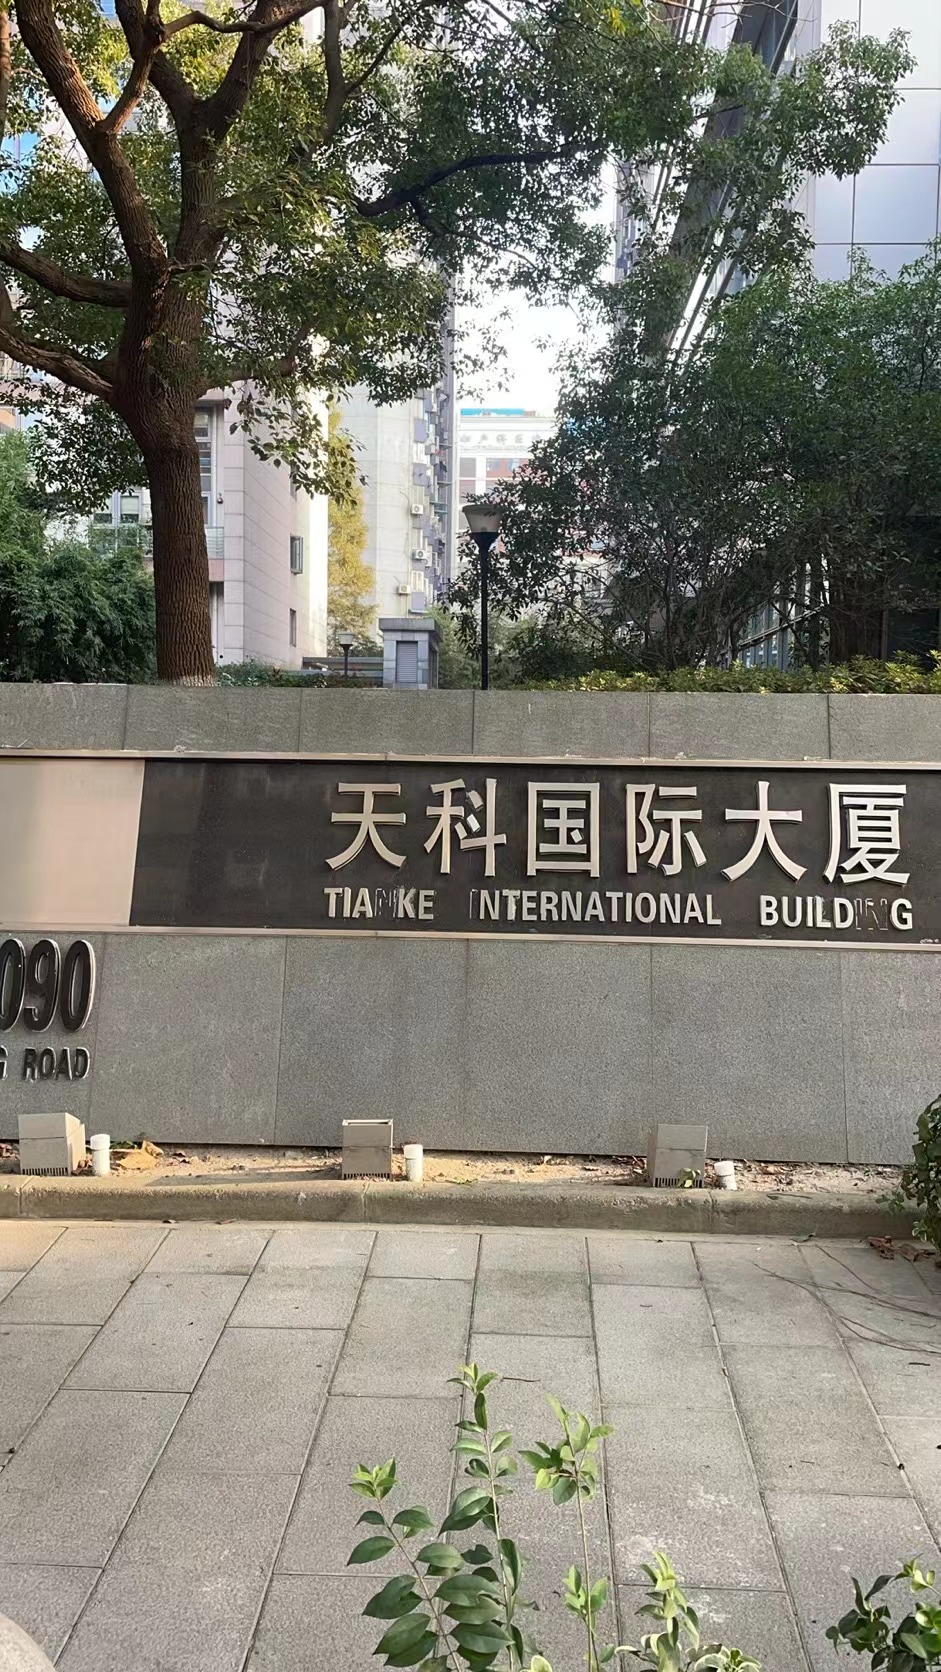 天科国际大厦
TIANKE INTERNATIONAL BUILDING
090
G ROAD